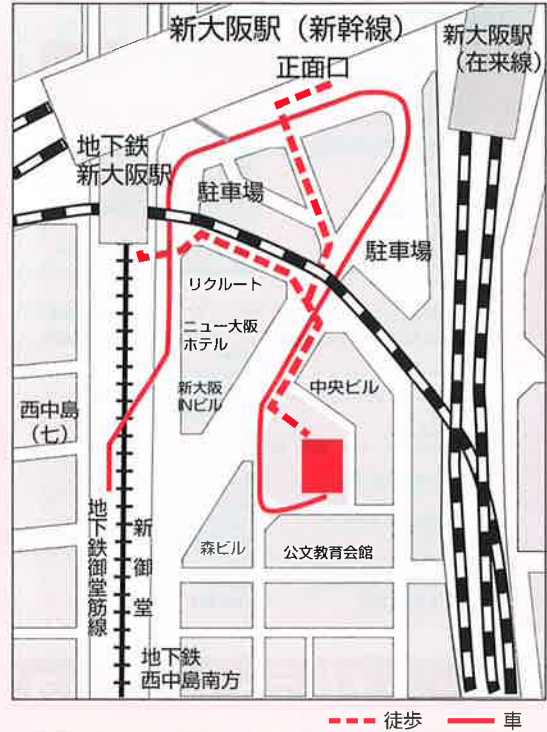 新大阪駅（新幹線）
正面口
新大阪駅
（在来線）
地下鉄
新大阪駅
駐車場
駐車場
リクルート
ニュー大阪
ホテル
新大阪
INビル
中央ビル
西中島
（七）
地下鉄御堂筋線
新御堂
森ビル
公文教育会館
地下鉄
西中島南方
徒歩
車